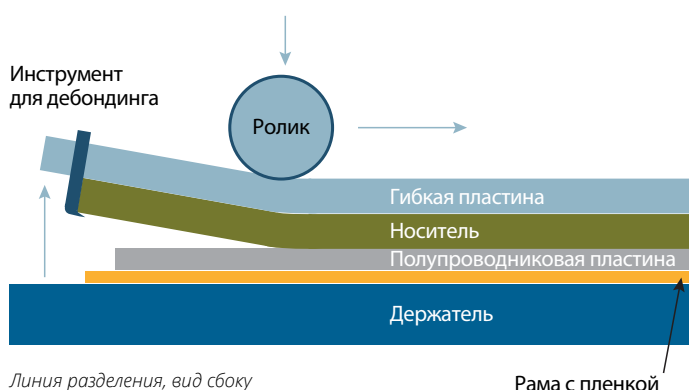 Инструмент
для дебондинга
Ролик
Гибкая пластина
Носитель
Полупроводниковая пластина
Держатель
Линия разделения, вид сбоку
Рама с пленкой